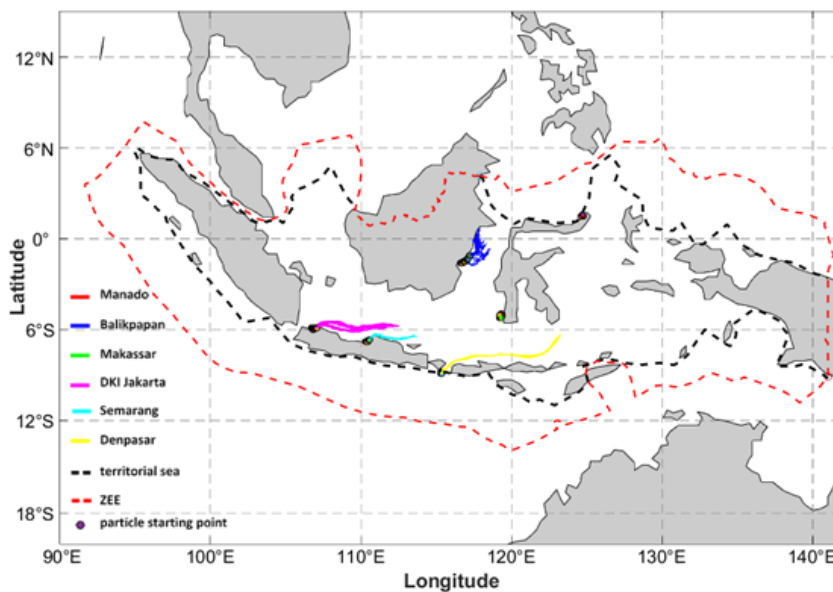 12°N
6°N
0°
6°S
12°S
18°S
Latitude
Manado
Balikpapan
Makassar
DKI Jakarta
Semarang
Denpasar
territorial sea
ZEE
particle starting point
90°E 100°E 110°E 120°E 130°E 140°E
Longitude